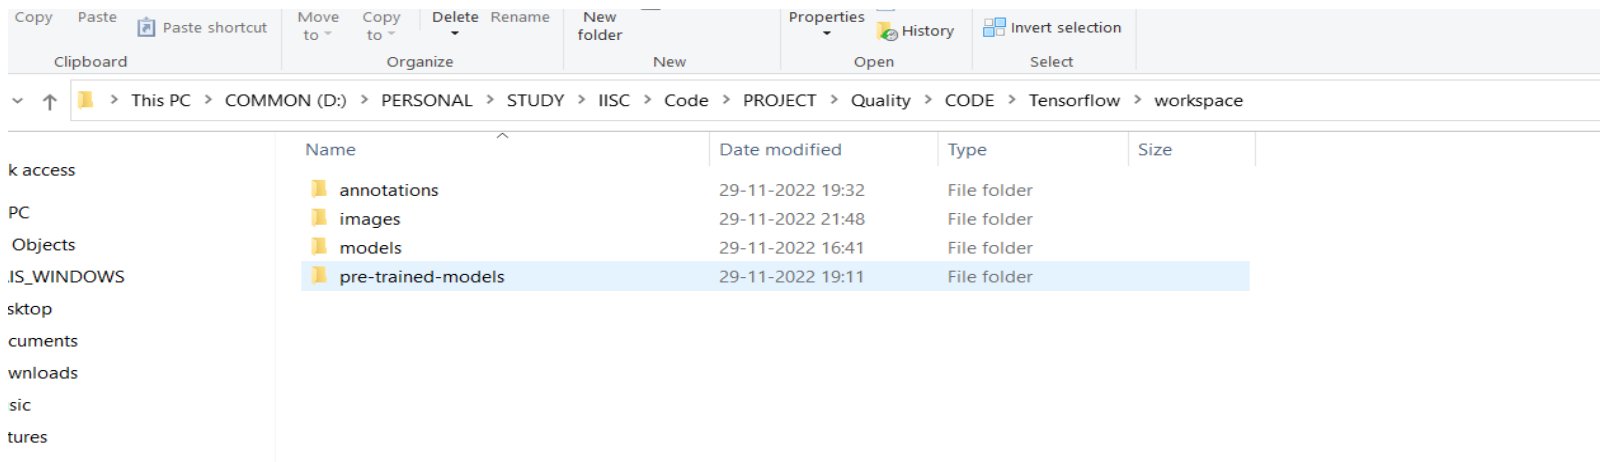 Copy Paste Paste shortcut Move to Copy to Delete Rename New folder Properties History Invert selection
Clipboard Organize New Open Select
This PC > COMMON (D:) > PERSONAL > STUDY > IISC > Code > PROJECT > Quality > CODE > Tensorflow > workspace
Name Date modified Type Size
k access
annotations 29-11-2022 19:32 File folder
PC
images 29-11-2022 21:48 File folder
Objects
models 29-11-2022 16:41 File folder
IS_WINDOWS
pre-trained-models 29-11-2022 19:11 File folder
sktop
cuments
wnloads
sic
tures